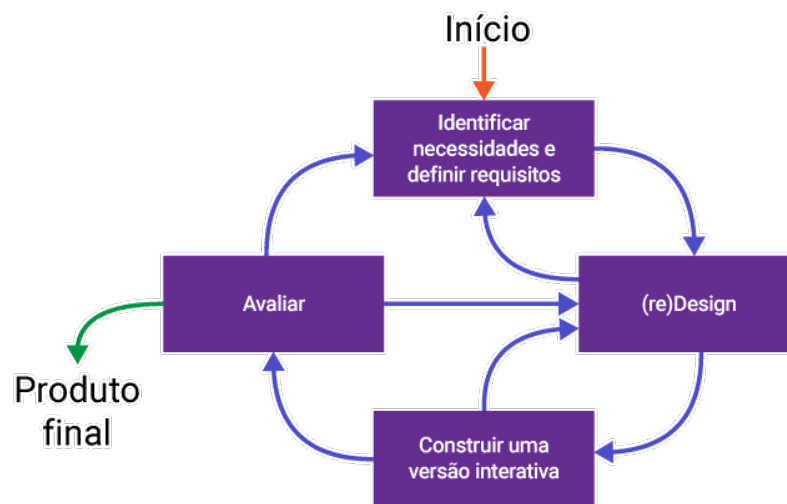 Início
Identificar
necessidades e
definir requisitos
Avaliar
(re)Design
Produto
final
Construir uma
versão interativa